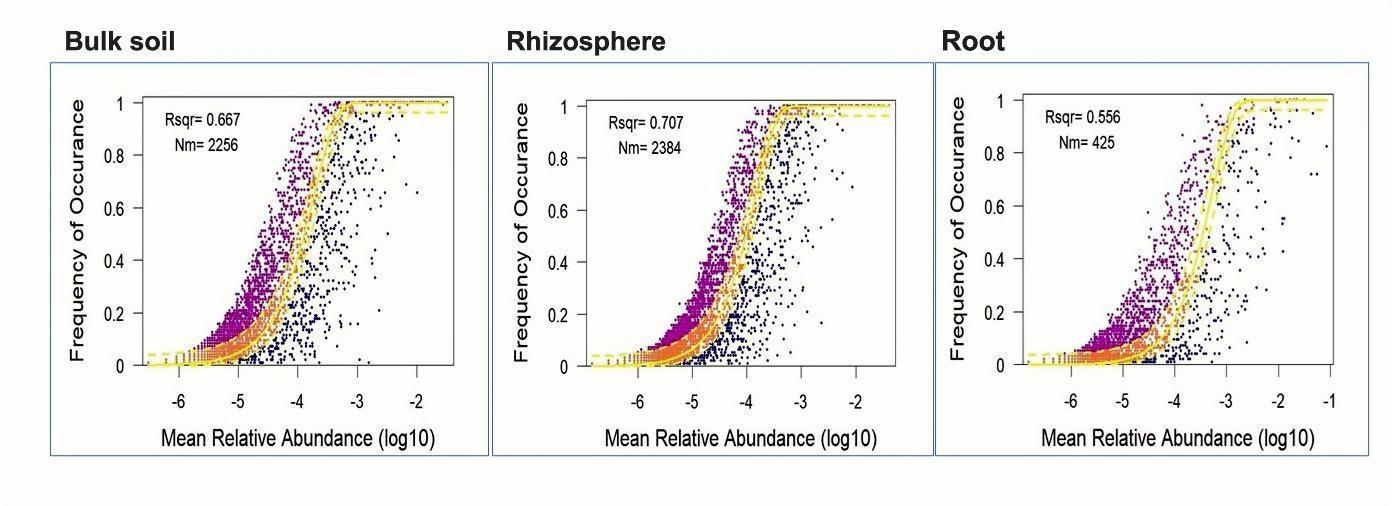 Bulk soil
Rhizosphere
Root
Frequency of Occurance
1
0.8
0.6
0.4
0.2
0
Rsqr= 0.667
Nm= 2256
-6 -5 -4 -3 -2
Mean Relative Abundance (log10)
Frequency of Occurance
1
0.8
0.6
0.4
0.2
0
Rsqr= 0.707
Nm= 2384
-6 -5 -4 -3 -2
Mean Relative Abundance (log10)
Frequency of Occurance
1
0.8
0.6
0.4
0.2
0
Rsqr= 0.556
Nm= 425
-6 -5 -4 -3 -2 -1
Mean Relative Abundance (log10)